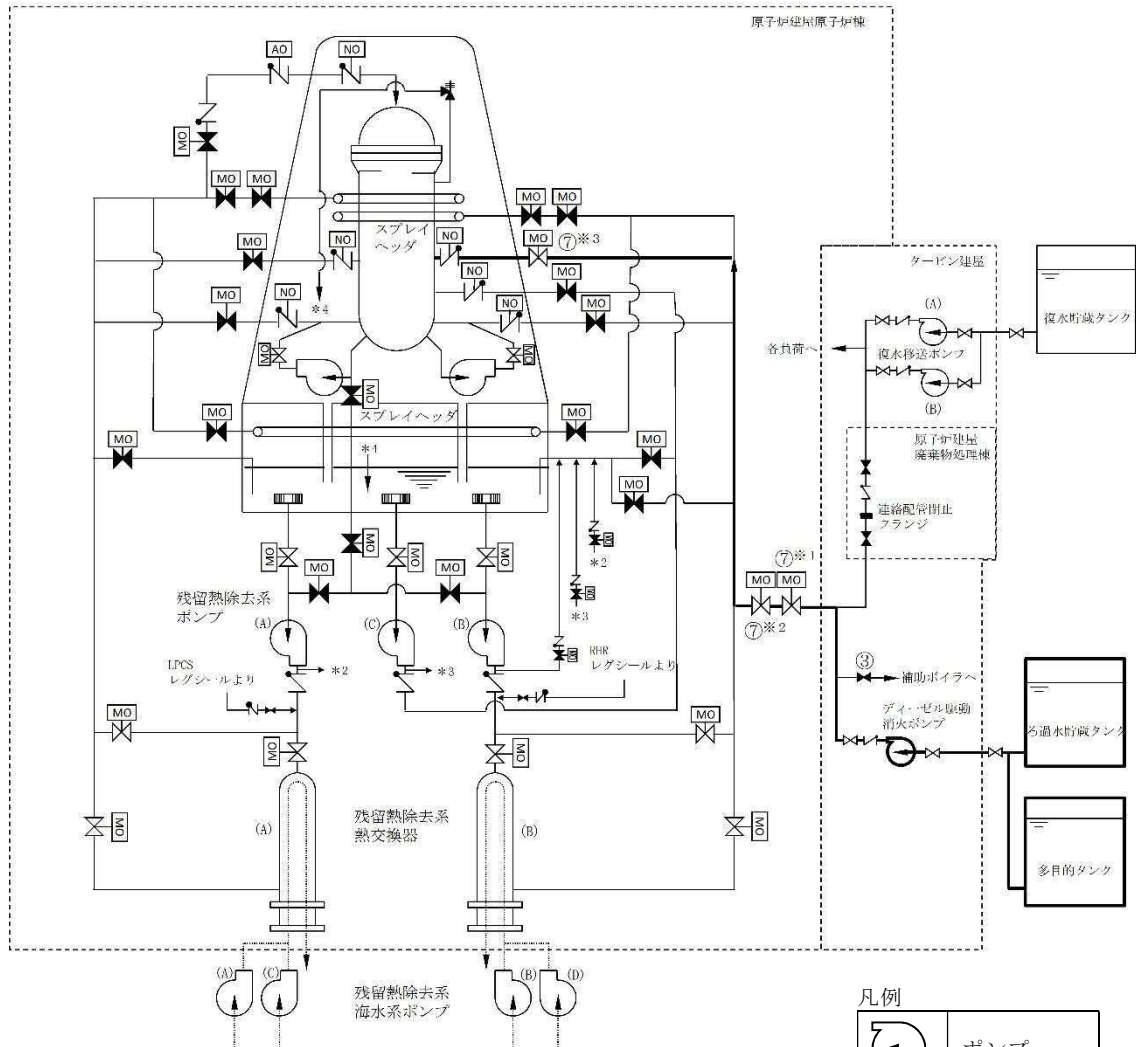 原子炉建屋原子炉棟
AO
NO
MO
MO
MO
MO
MO
スプレイ
ヘッダ
NO
NO
MO
⑦※3
MO
NO
MO
タービン建屋
(A)
復水貯蔵タンク
MO
NO
*4
NO
MO
各負荷へ
復水移送ポンプ
(B)
MO
MO
MO
スプレイヘッダ
MO
MO
原子炉建屋
廃棄物処理棟
MO
*4
MO
MO
連絡配管閉止
フランジ
MO
MO
MO
MO
MO
*2
MO
MO
*3
⑦※1
MO
MO
⑦※2
残留熱除去系
ポンプ
(A)
(C)
(B)
*2
*3
LPCS
レグシールより
RHR
レグシールより
③
補助ボイラへ
ディーゼル駆動
消火ポンプ
ろ過水貯蔵タンク
MO
MO
MO
MO
残留熱除去系
熱交換器
(A)
(B)
MO
MO
多目的タンク
(A)
(C)
(B)
(D)
残留熱除去系
海水系ポンプ
凡例
ポンプ